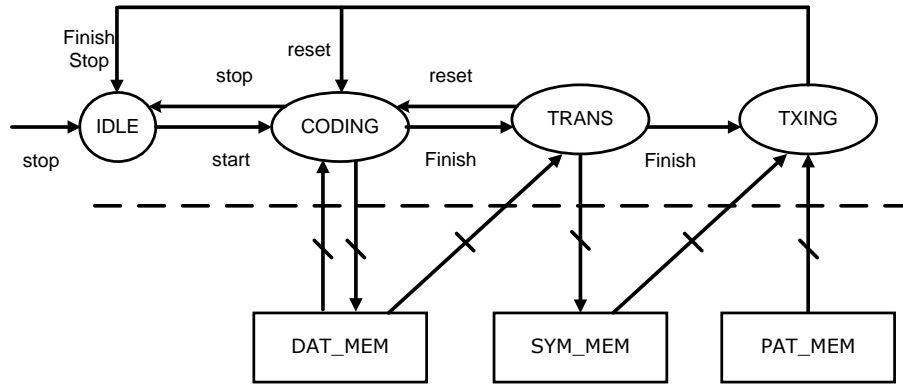 Finish
Stop
reset
stop
reset
IDLE
CODING
TRANS
TXING
stop
start
Finish
Finish
DAT_MEM
SYM_MEM
PAT_MEM